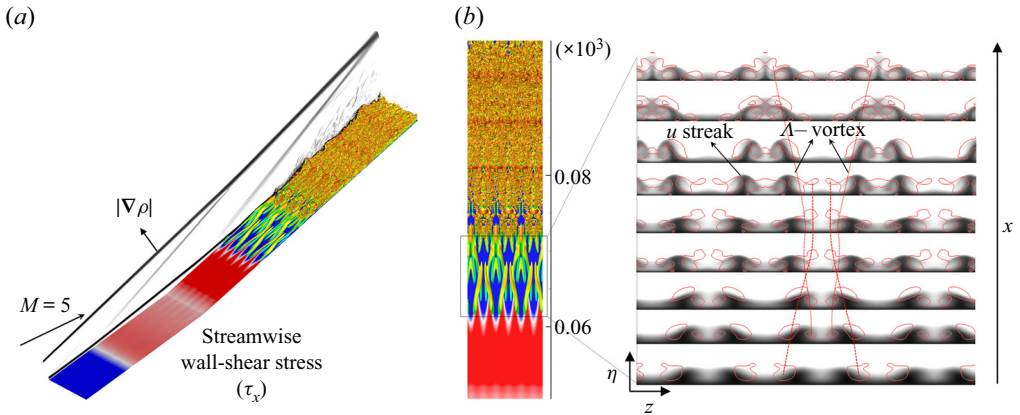 (a)
|∇ρ|
M = 5
Streamwise
wall-shear stress
(τx)
(b)
(×10³)
0.08
0.06
u streak
Λ– vortex
x
η
z